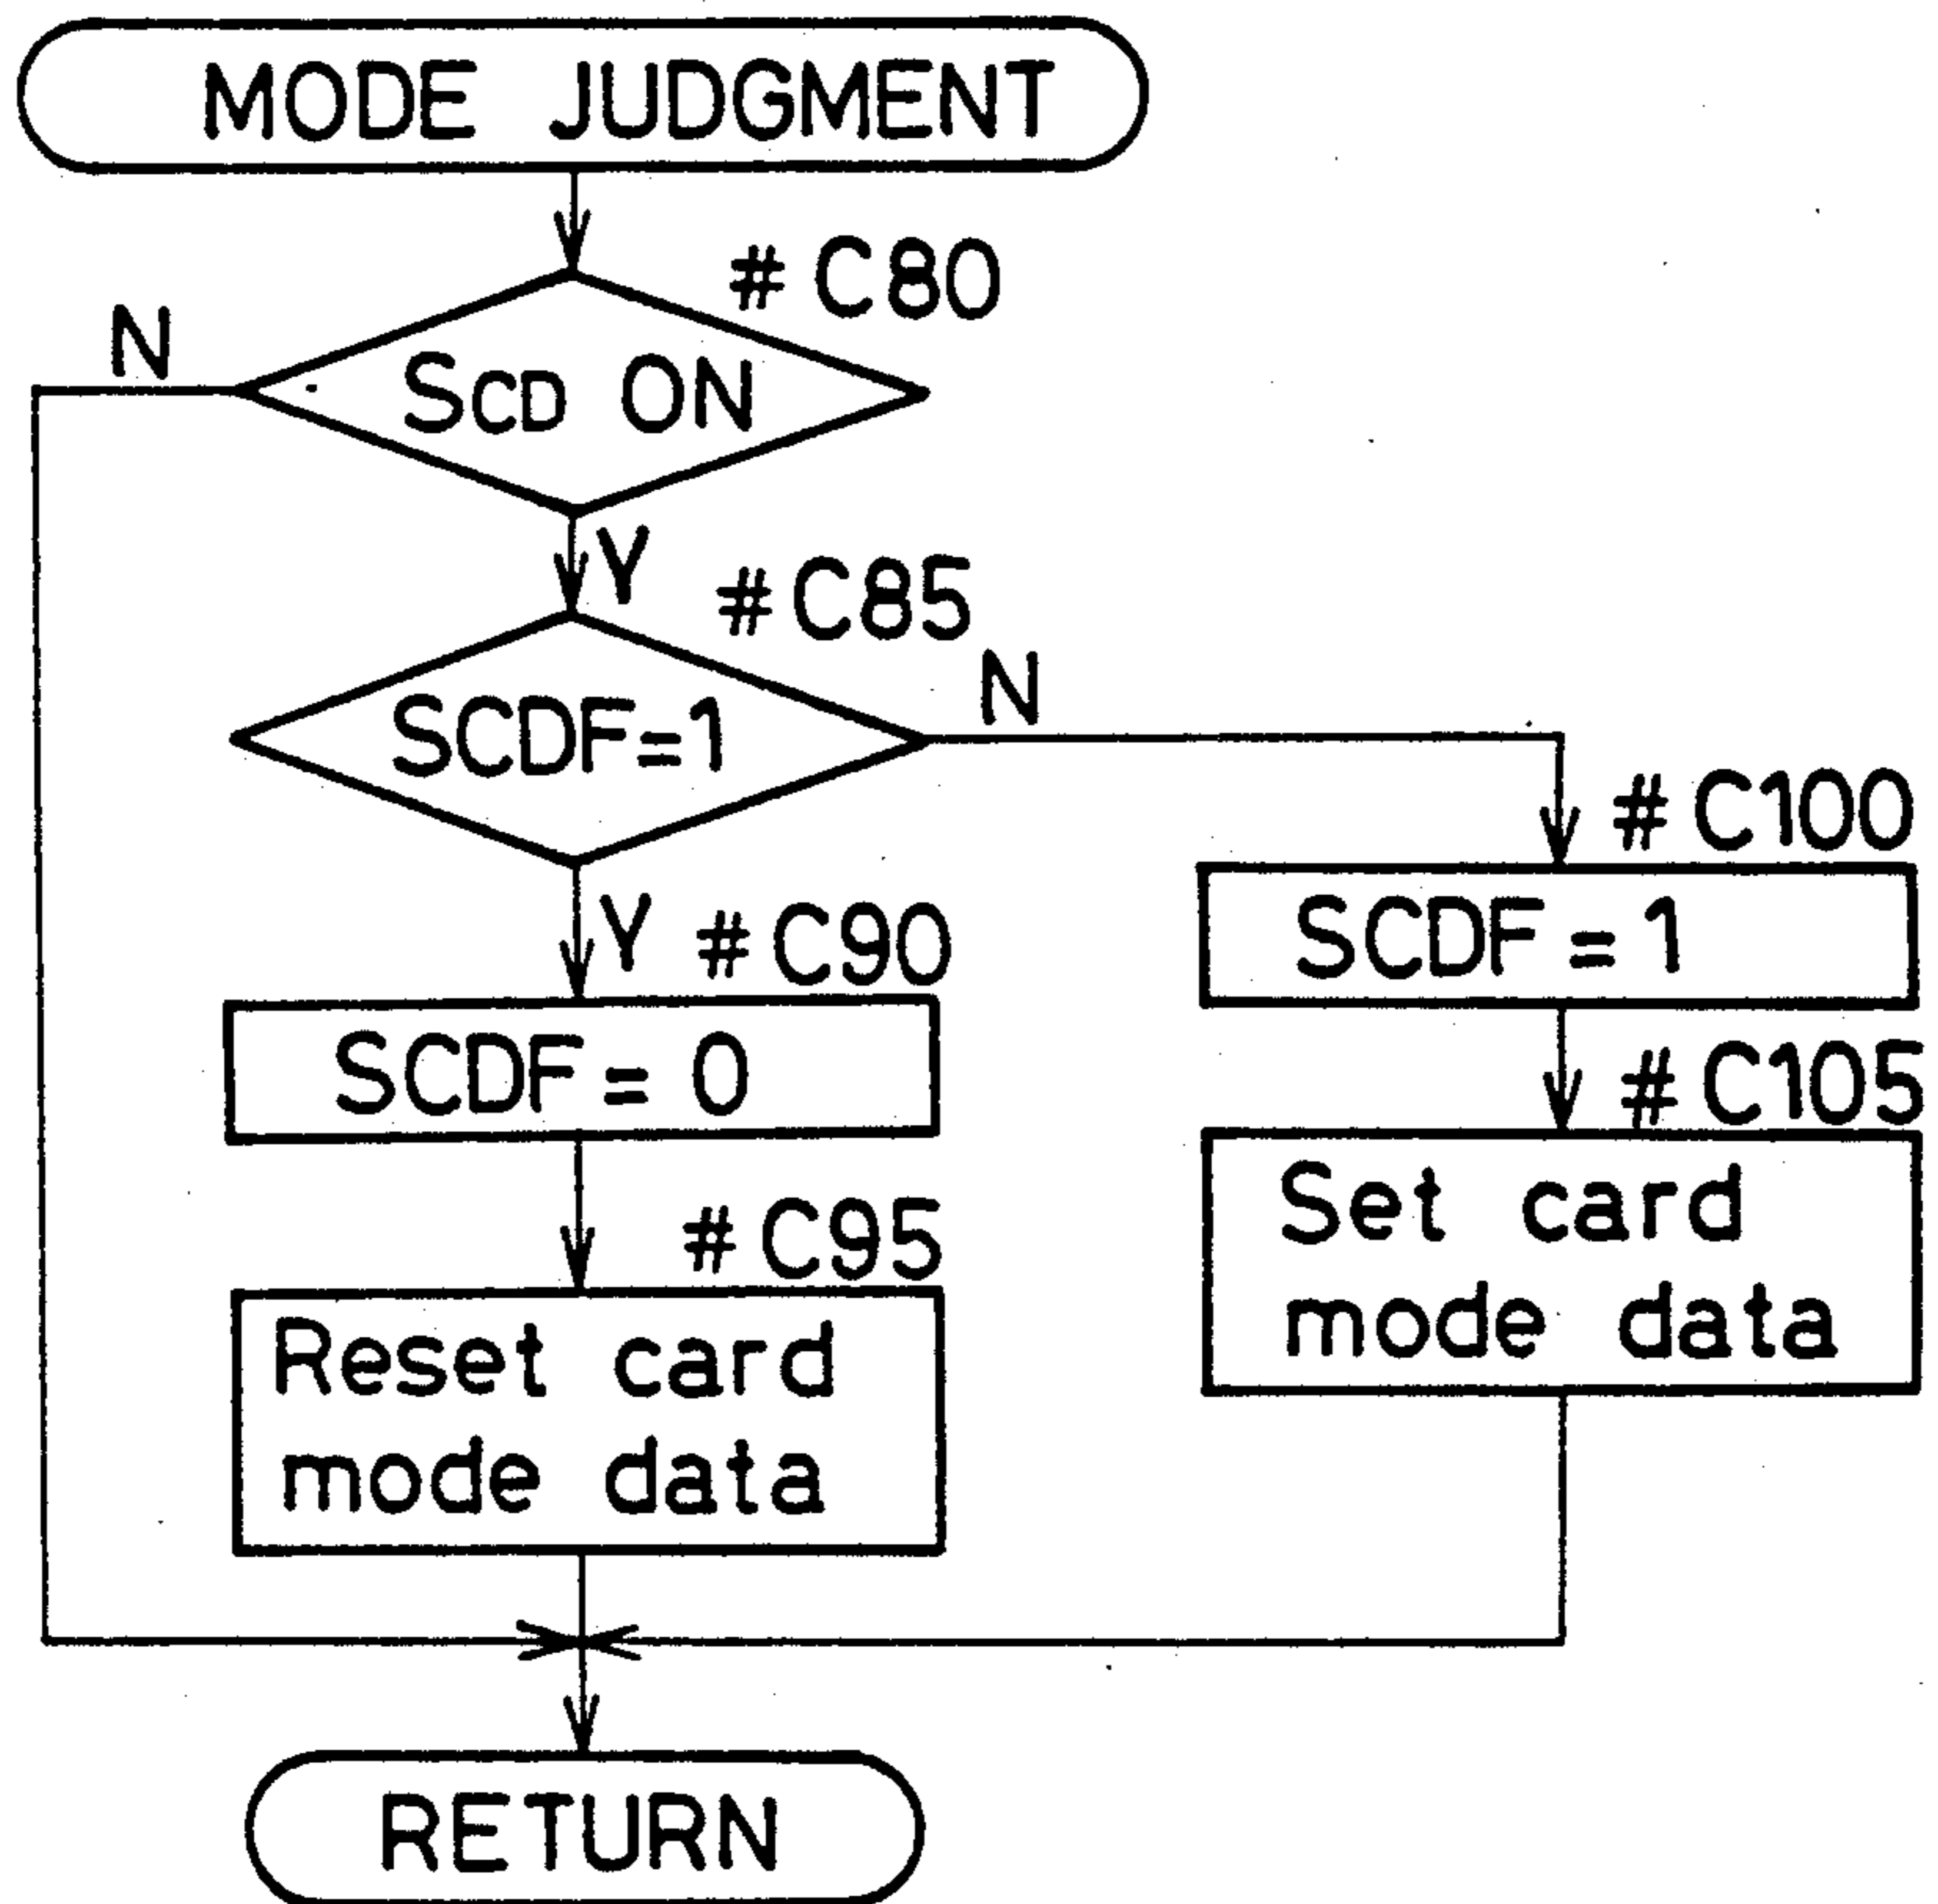 MODE JUDGMENT
# C80
N
SCD ON
Y
# C85
SCDF=1
N
# C100
SCDF = 1
Y
# C90
SCDF = 0
# C105
Set card
mode data
# C95
Reset card
mode data
RETURN